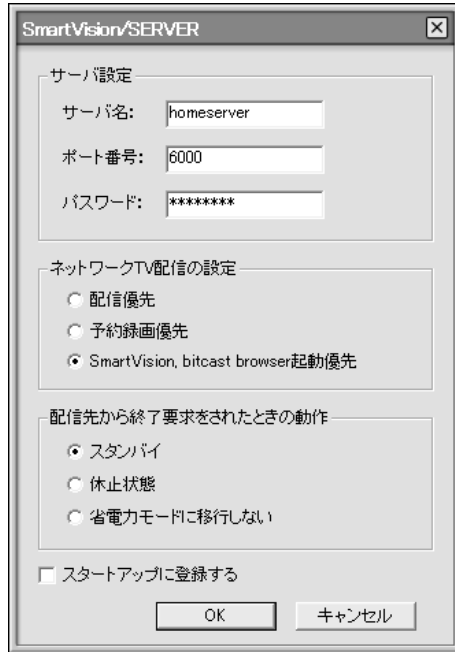 SmartVision/SERVER
サーバ設定
サーバ名: homeserver
ポート番号: 6000
パスワード: ********
ネットワークTV配信の設定
配信優先
予約録画優先
SmartVision, bitcast browser起動優先
配信先から終了要求をされたときの動作
スタンバイ
休止状態
省電力モードに移行しない
スタートアップに登録する
OK キャンセル